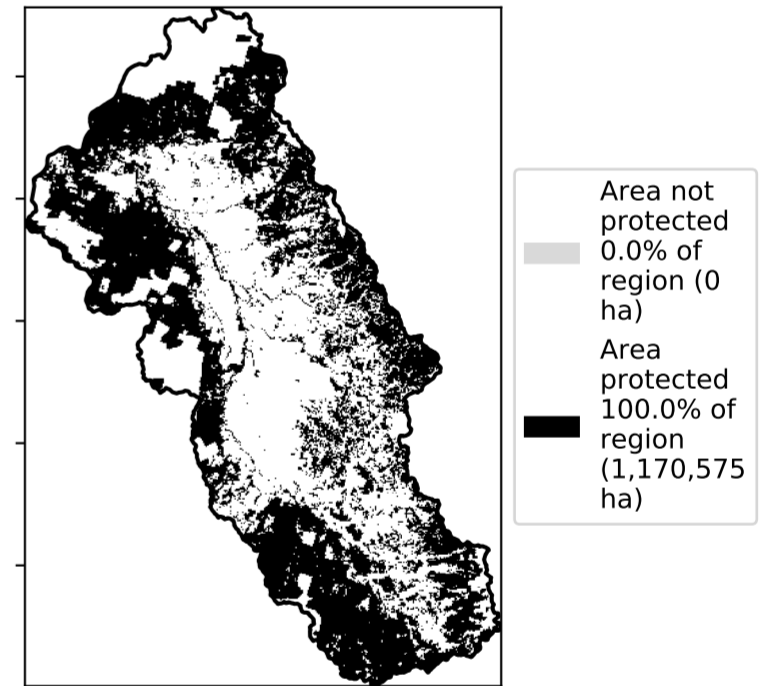 Area not
protected
0.0% of
region (0
ha)
Area
protected
100.0% of
region
(1,170,575
ha)